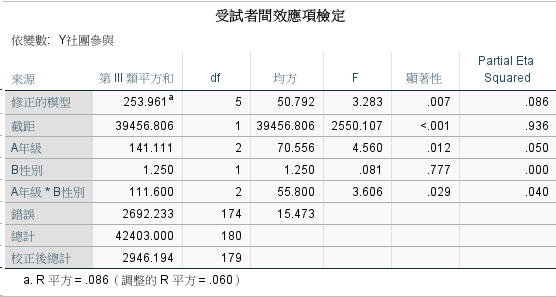 受試者間效應項檢定
依變數: Y社團參與
來源 第 III 類平方和 df 均方 F 顯著性 Partial Eta Squared
修正的模型 253.961a 5 50.792 3.283 .007 .086
截距 39456.806 1 39456.806 2550.107 <.001 .936
A年級 141.111 2 70.556 4.560 .012 .050
B性別 1.250 1 1.250 .081 .777 .000
A年級 * B性別 111.600 2 55.800 3.606 .029 .040
錯誤 2692.233 174 15.473
總計 42403.000 180
校正後總計 2946.194 179
a. R 平方 = .086（調整的 R 平方 = .060）